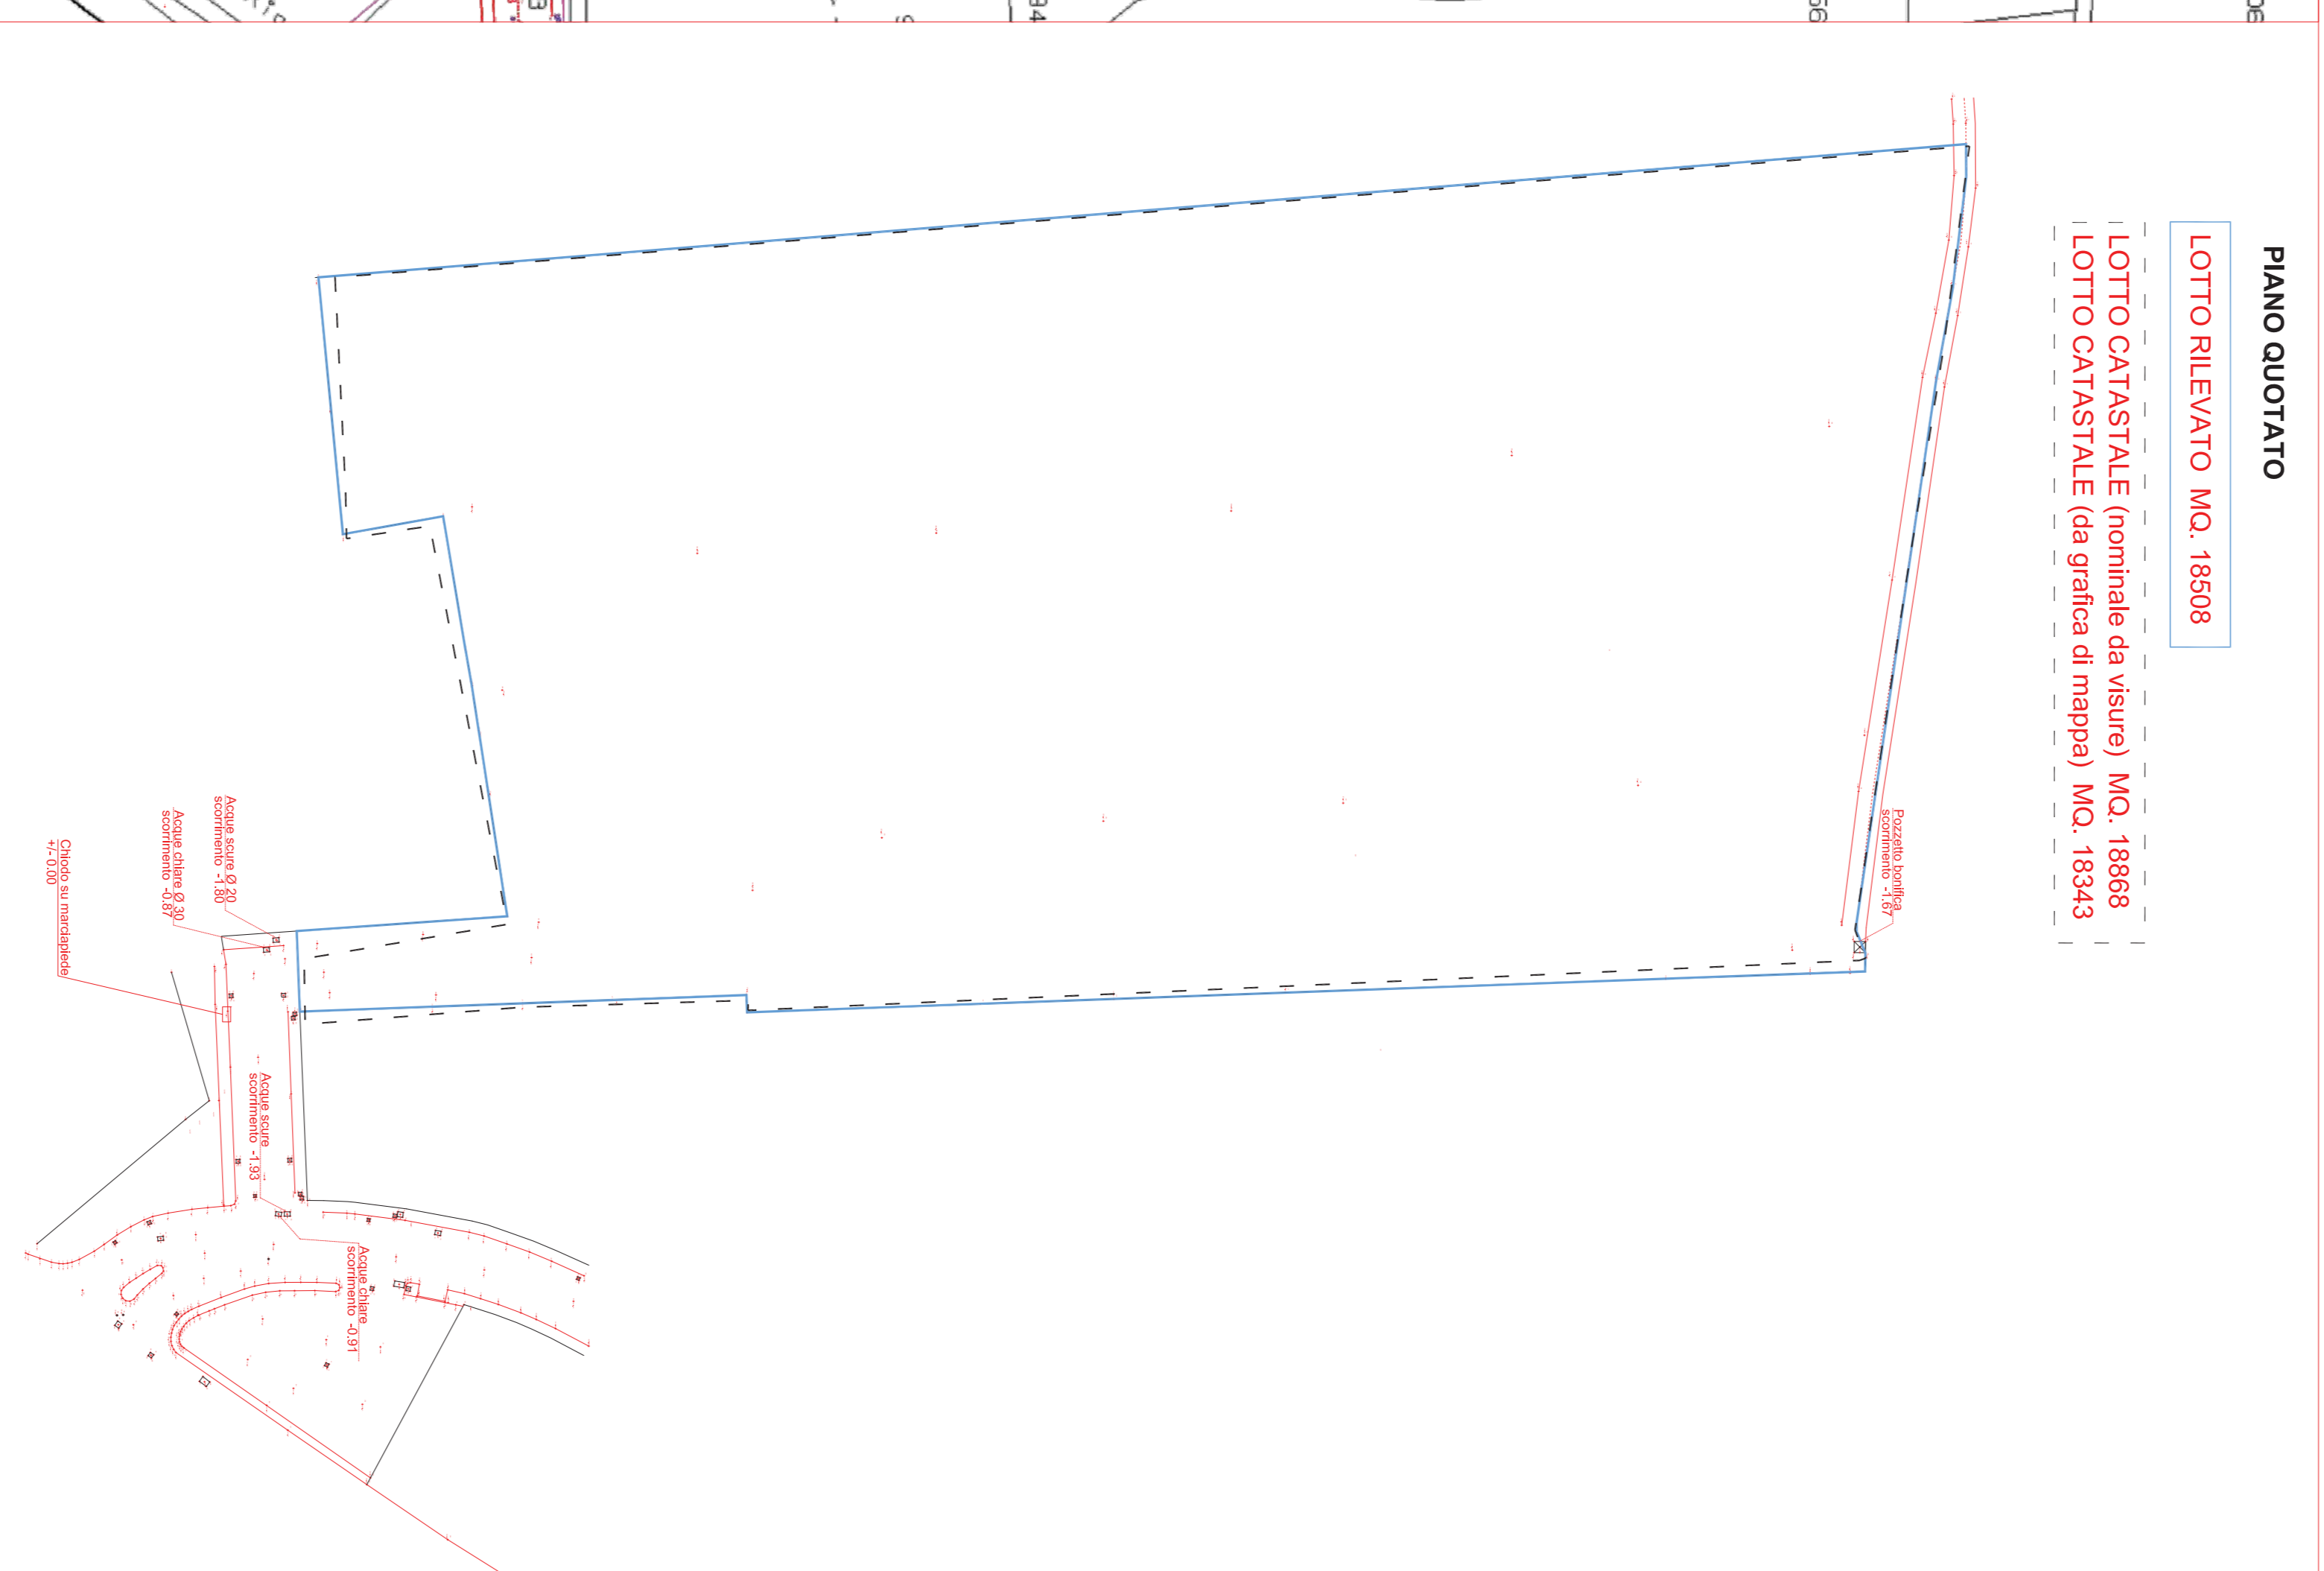 PIANO QUOTATO
LOTTO RILEVATO MQ. 18508
LOTTO CATASTALE (nominale da visure) MQ. 18868
LOTTO CATASTALE (da grafica di mappa) MQ. 18343
Pozzetto bonifica
scorrimento -1.67
Acque scure Ø 20
scorrimento -1.80
Acque chiare Ø 30
scorrimento -0.87
Chiodo su marciapiede
+/- 0.00
Acque scure
scorrimento -1.93
Acque chiare
scorrimento -0.91